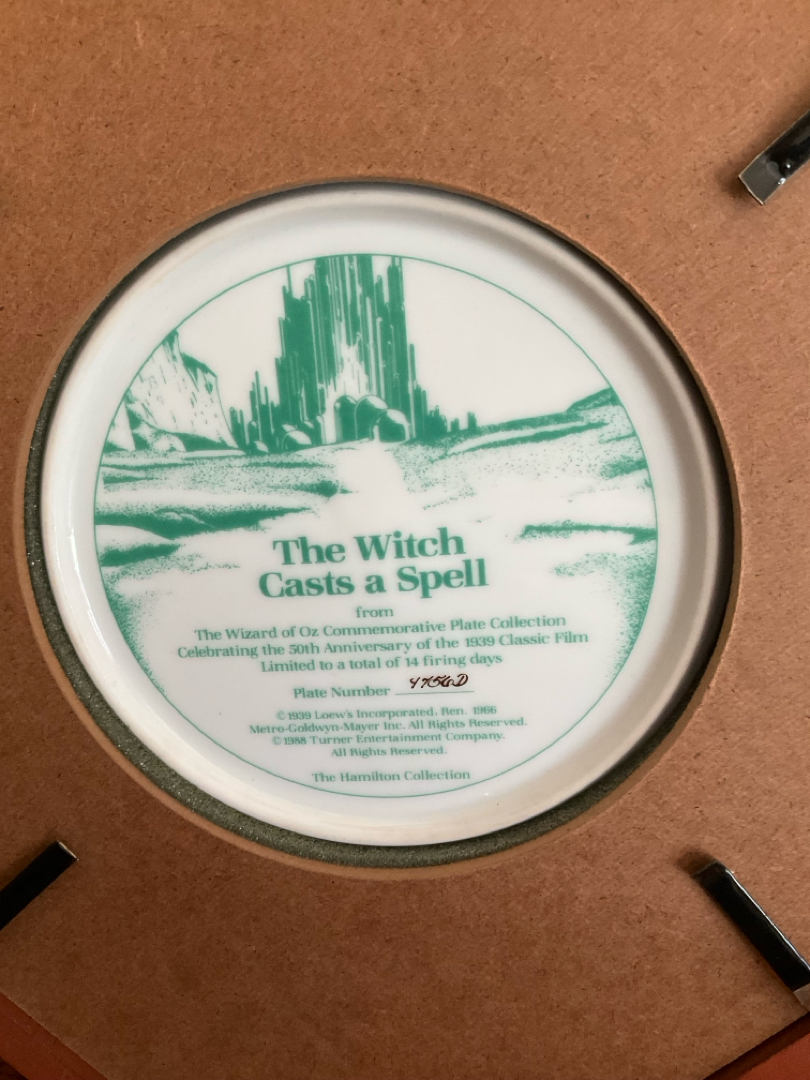 The Witch
Casts a Spell
from
The Wizard of Oz Commemorative Plate Collection
Celebrating the 50th Anniversary of the 1939 Classic Film
Limited to a total of 14 firing days
Plate Number
© 1939 Loew's Incorporated, Ren. 1966
Metro-Goldwyn-Mayer Inc. All Rights Reserved.
© 1988 Turner Entertainment Company.
All Rights Reserved.
The Hamilton Collection